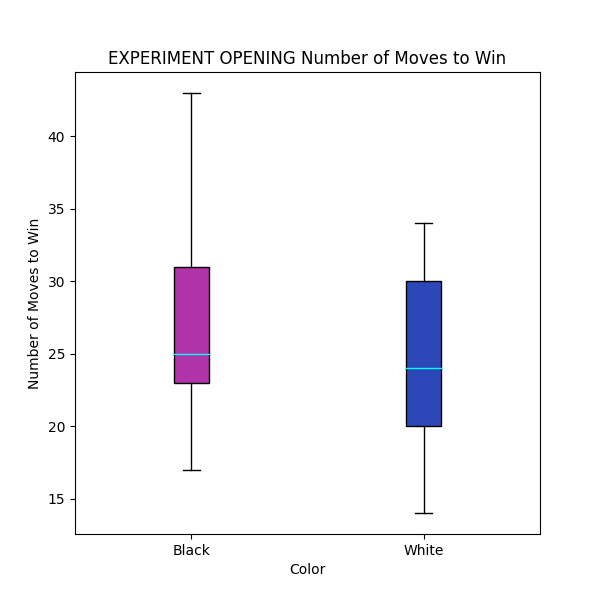 EXPERIMENT OPENING Number of Moves to Win
Number of Moves to Win
40
35
30
25
20
15
Black
White
Color